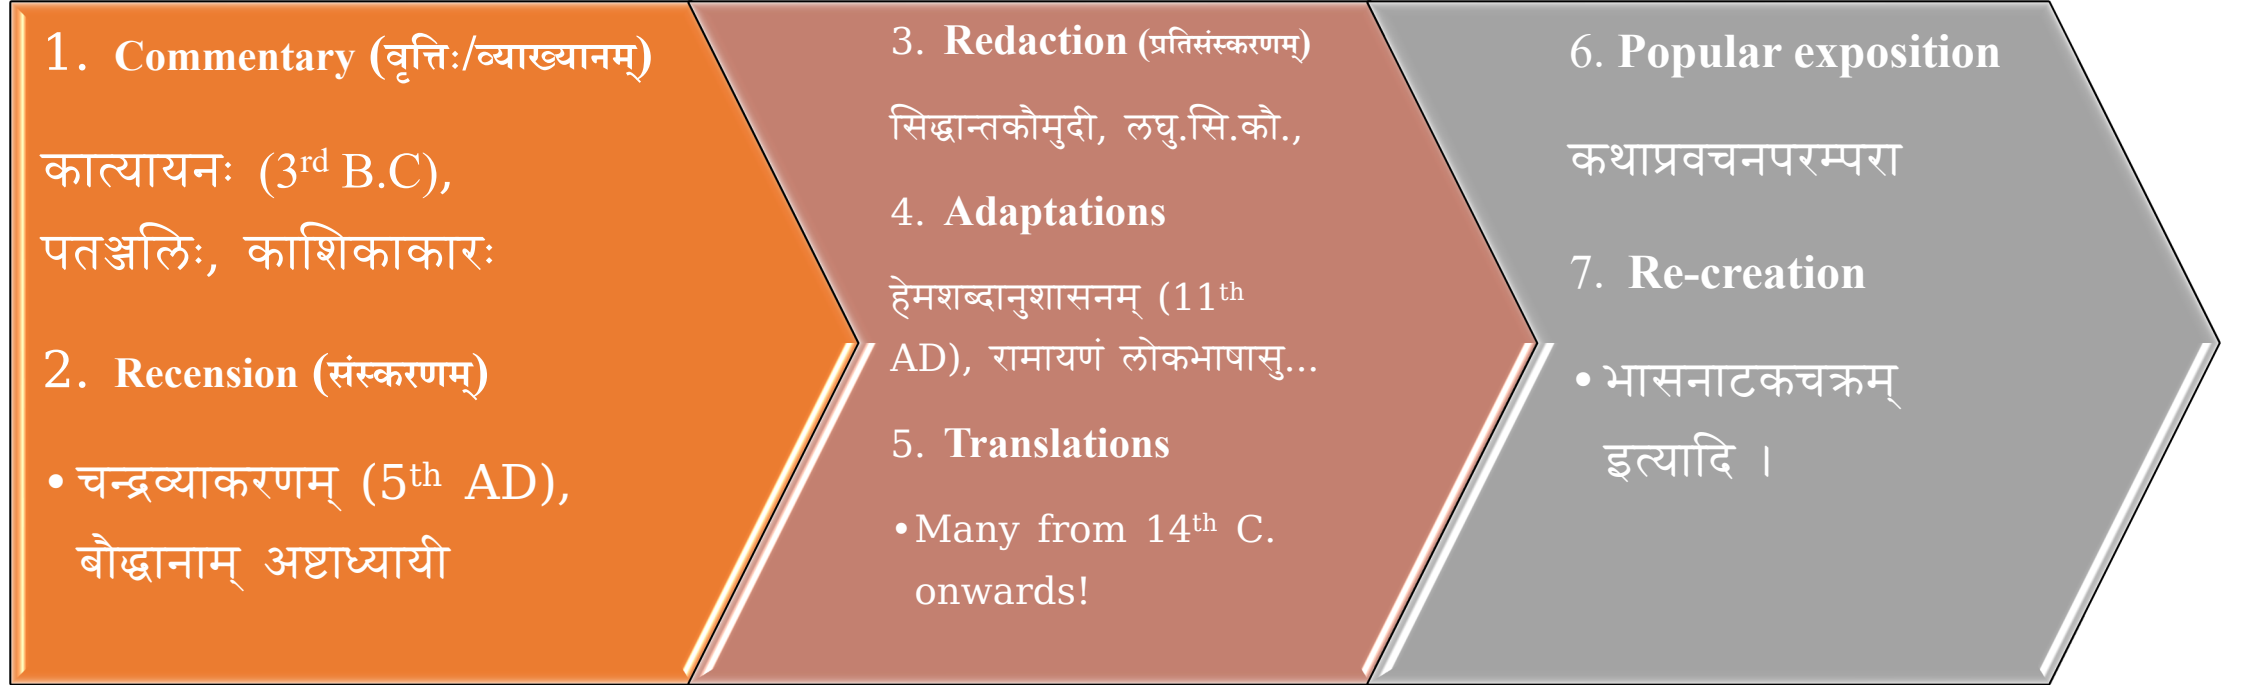 1. Commentary (वृत्तिः/व्याख्यानम्)
कात्यायनः (3rd B.C),
पतञ्जलिः, काशिकाकारः
2. Recension (संस्करणम्)
• चन्द्रव्याकरणम् (5th AD),
बौद्धानाम् अष्टाध्यायी
3. Redaction (प्रतिसंस्करणम्)
सिद्धान्तकौमुदी, लघु.सि.कौ.,
4. Adaptations
हेमशब्दानुशासनम् (11th
AD), रामायणं लोकभाषासु...
5. Translations
• Many from 14th C.
onwards!
6. Popular exposition
कथाप्रवचनपरम्परा
7. Re-creation
• भासनाटकचक्रम्
इत्यादि ।